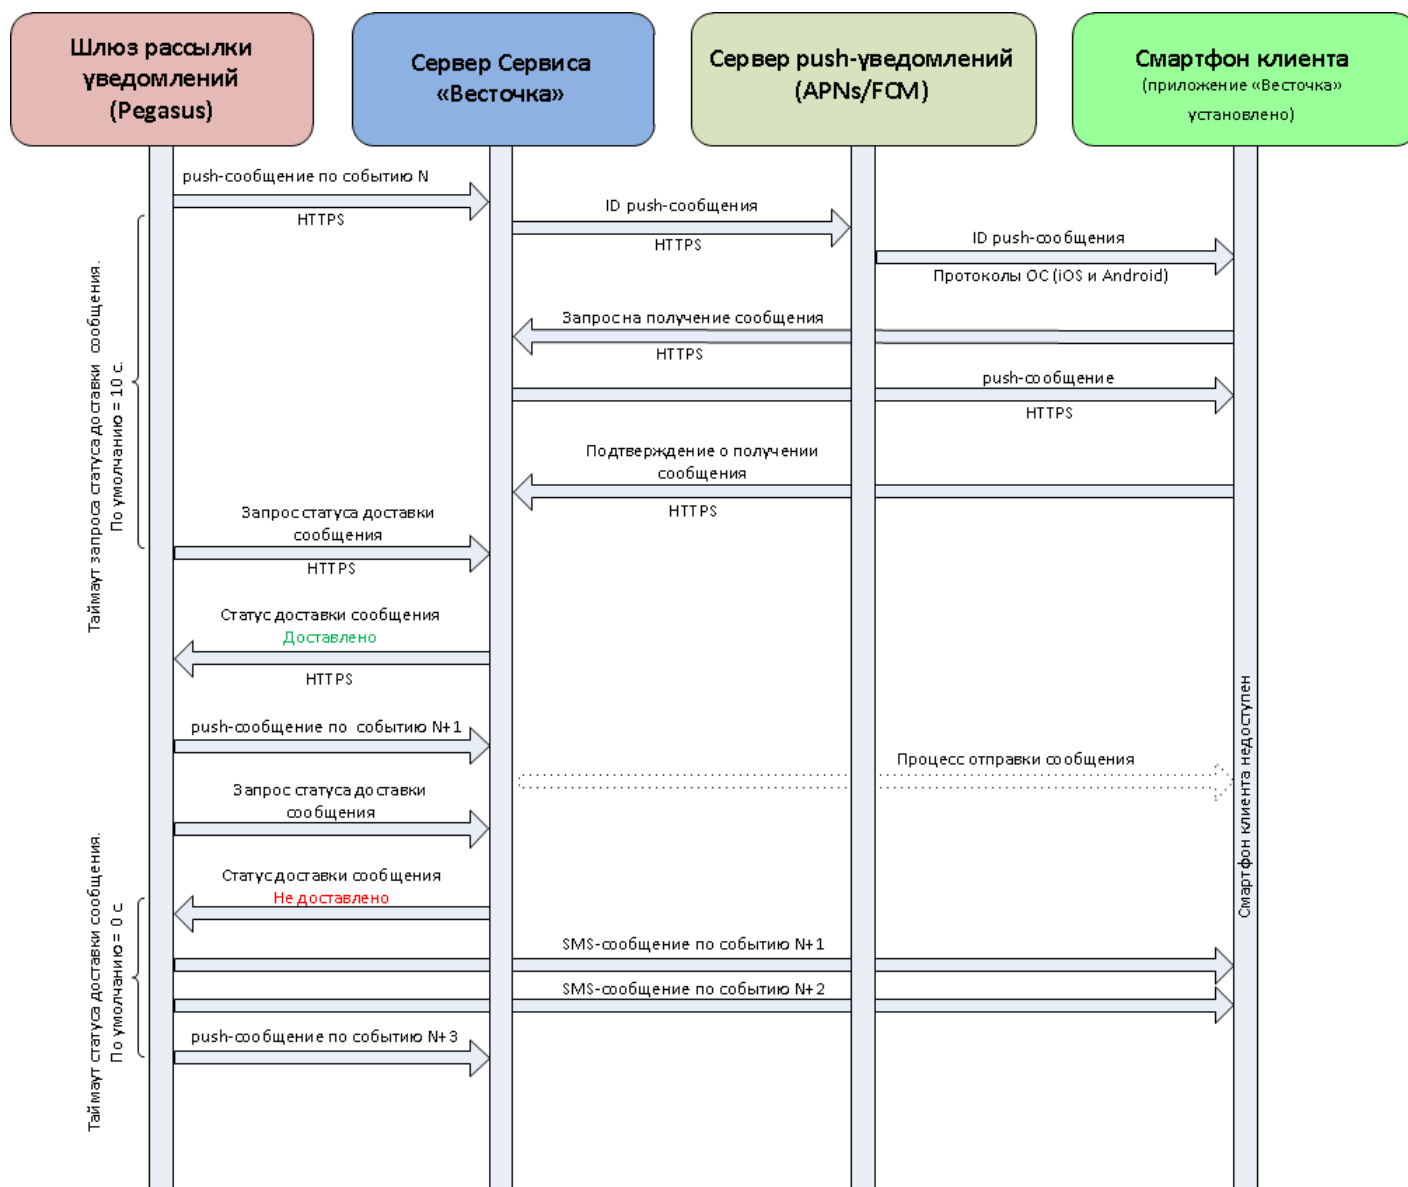 Шлюз рассылки
уведомлений
(Pegasus)
Сервер Сервиса
«Весточка»
Сервер push-уведомлений
(APNs/FCM)
Смартфон клиента
(приложение «Весточка»
установлено)
push-сообщение по событию N
HTTPS
ID push-сообщения
HTTPS
ID push-сообщения
Протоколы ОС (iOS и Android)
Запрос на получение сообщения
HTTPS
push-сообщение
HTTPS
Подтверждение о получении
сообщения
HTTPS
Таймаут запроса статуса доставки сообщения.
По умолчанию = 10 с.
Запрос статуса доставки
сообщения
HTTPS
Статус доставки сообщения
Доставлено
HTTPS
push-сообщение по событию N+1
Процесс отправки сообщения
Смартфон клиента недоступен
Запрос статуса доставки
сообщения
Статус доставки сообщения
Не доставлено
Таймаут статуса доставки сообщения.
По умолчанию = 0 с.
SMS-сообщение по событию N+1
SMS-сообщение по событию N+2
push-сообщение по событию N+3